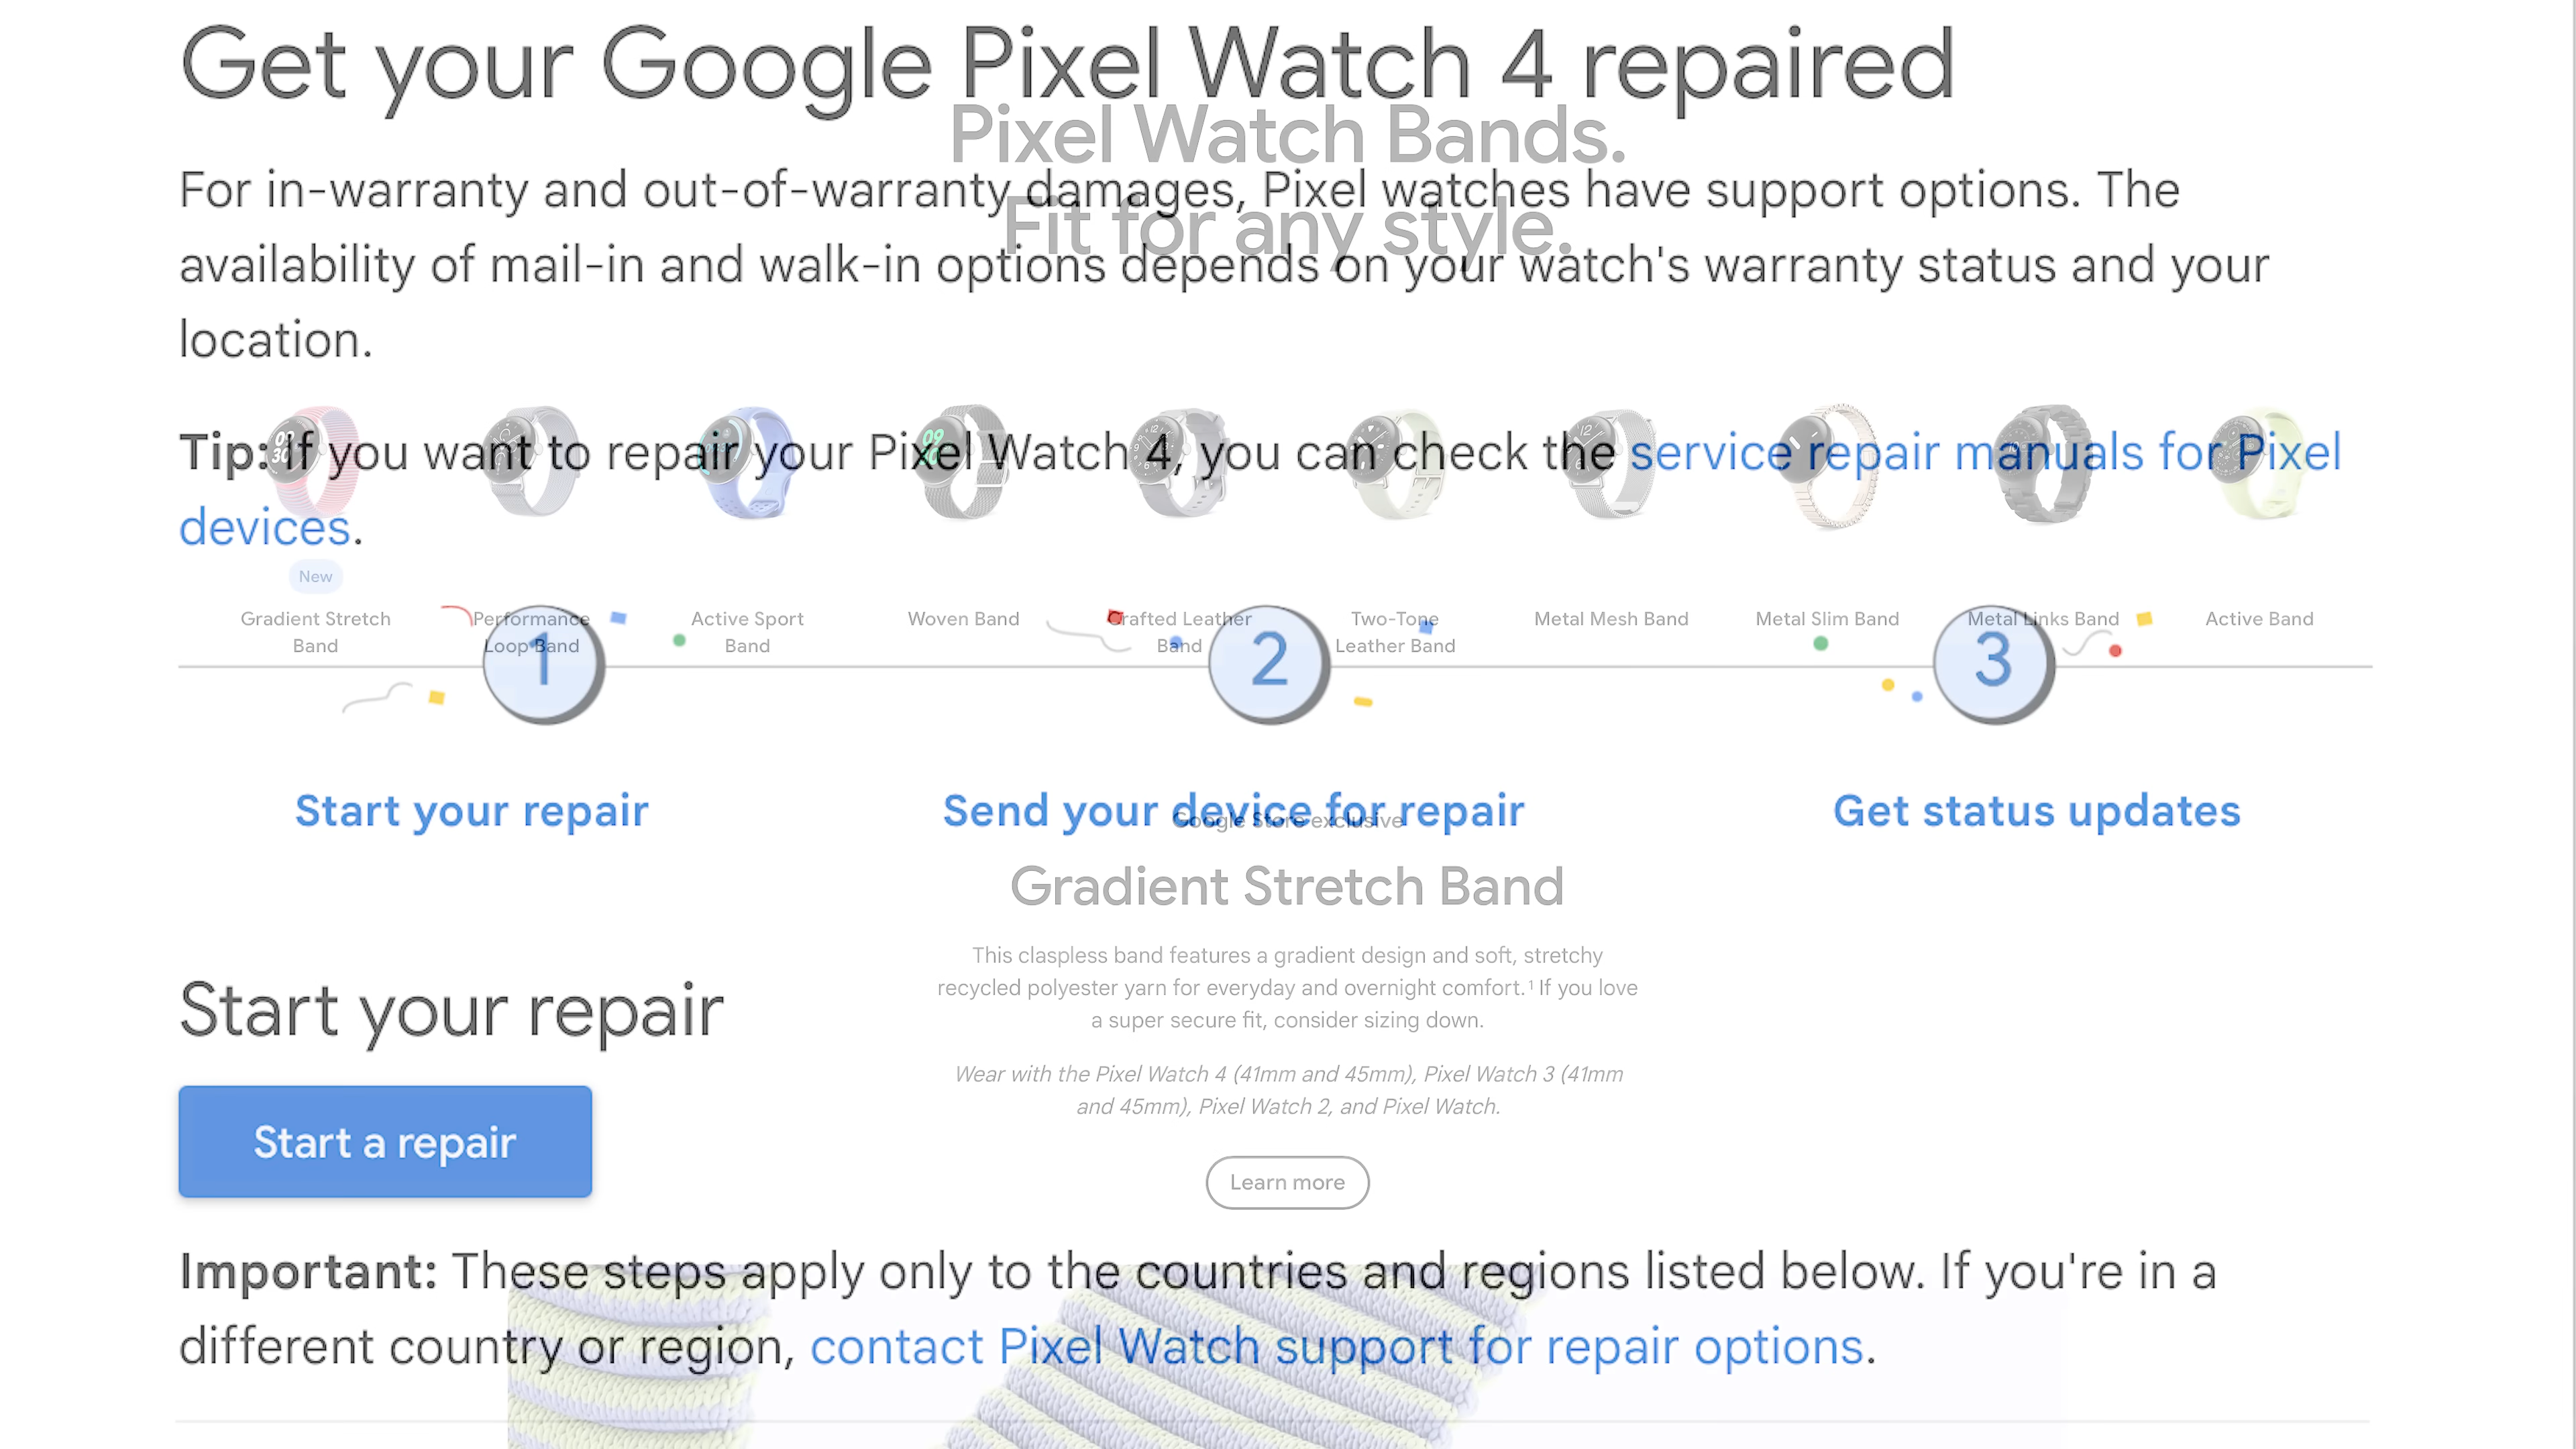 Get your Google Pixel Watch 4 repaired
Pixel Watch Bands.
Fit for any style.
For in-warranty and out-of-warranty damages, Pixel watches have support options. The
availability of mail-in and walk-in options depends on your watch's warranty status and your
location.
Tip: If you want to repair your Pixel Watch 4, you can check the service repair manuals for Pixel
devices.
New
Gradient Stretch
Band
Performance
Loop Band
Active Sport
Band
Woven Band
Crafted Leather
Band
Two-Tone
Leather Band
Metal Mesh Band
Metal Slim Band
Metal Links Band
Active Band
1
2
3
Start your repair
Send your device for repair
Get status updates
Google Store exclusive
Gradient Stretch Band
This claspless band features a gradient design and soft, stretchy
recycled polyester yarn for everyday and overnight comfort.¹ If you love
a super secure fit, consider sizing down.
Wear with the Pixel Watch 4 (41mm and 45mm), Pixel Watch 3 (41mm
and 45mm), Pixel Watch 2, and Pixel Watch.
Learn more
Start your repair
Start a repair
Important: These steps apply only to the countries and regions listed below. If you're in a
different country or region, contact Pixel Watch support for repair options.